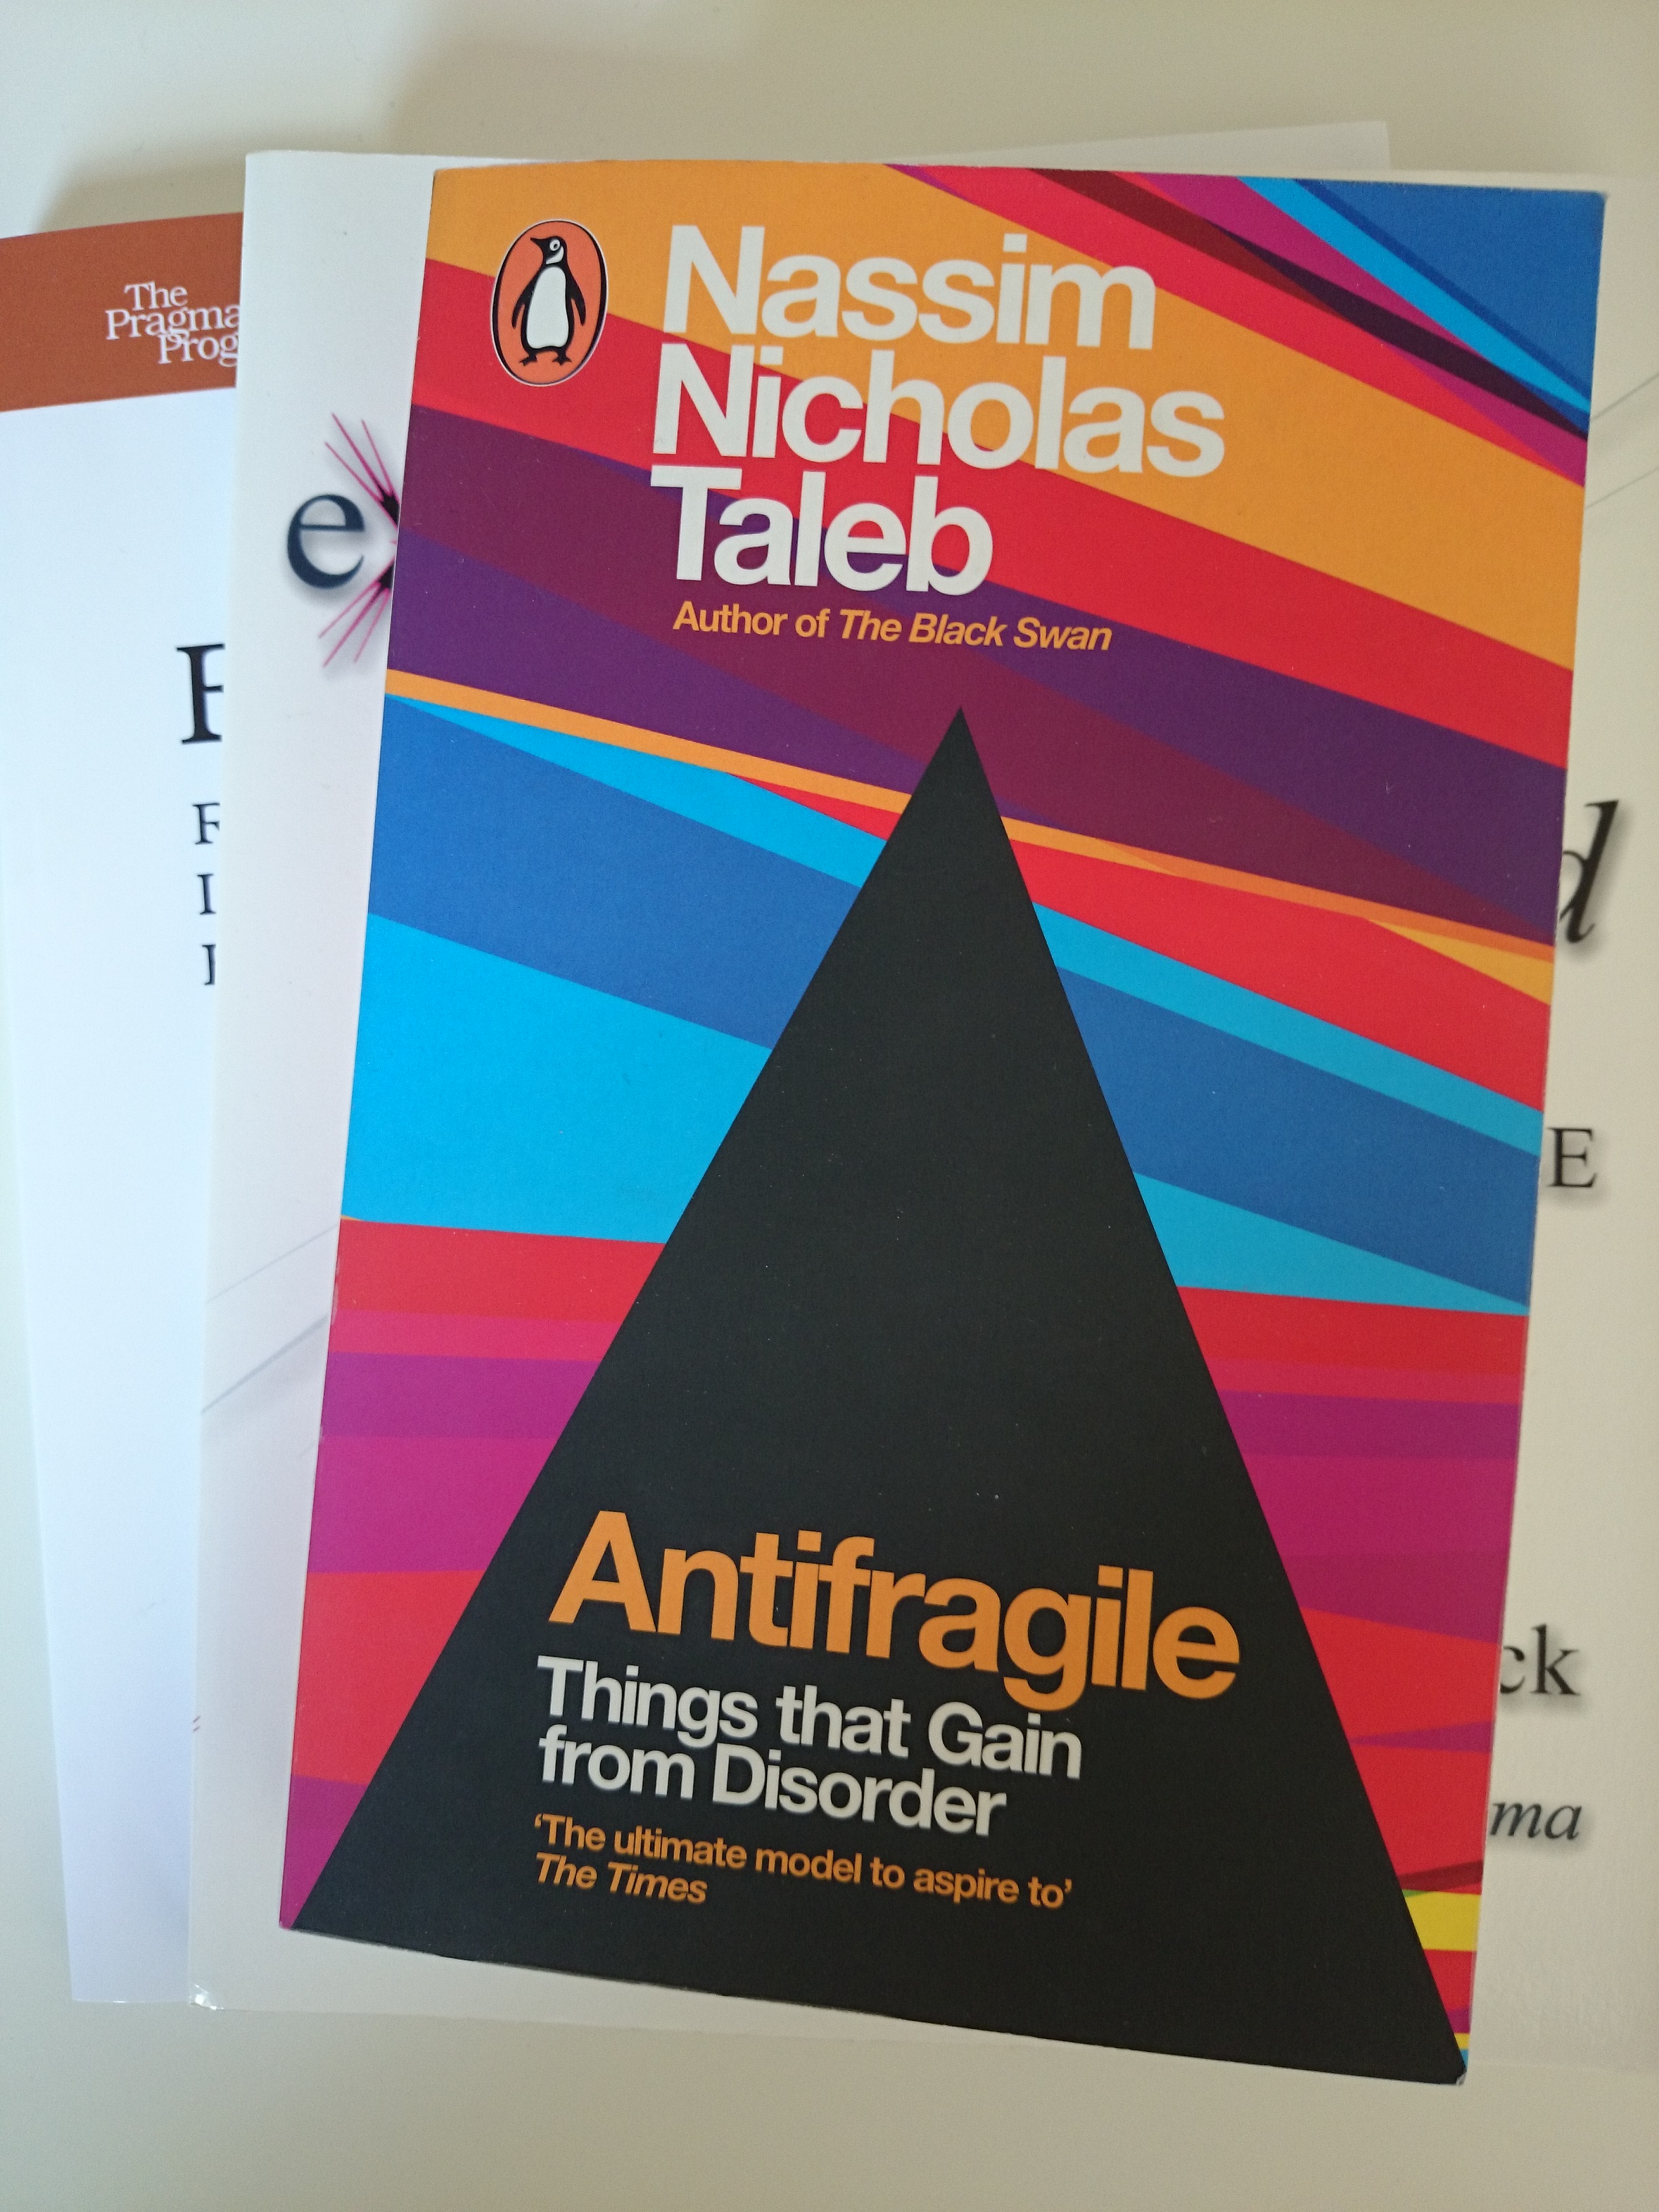 The
Pragma
Prog
e
F
I
Nassim
Nicholas
Taleb
Author of The Black Swan
d
E
ck
ma
Antifragile
Things that Gain
from Disorder
‘The ultimate model to aspire to’
The Times